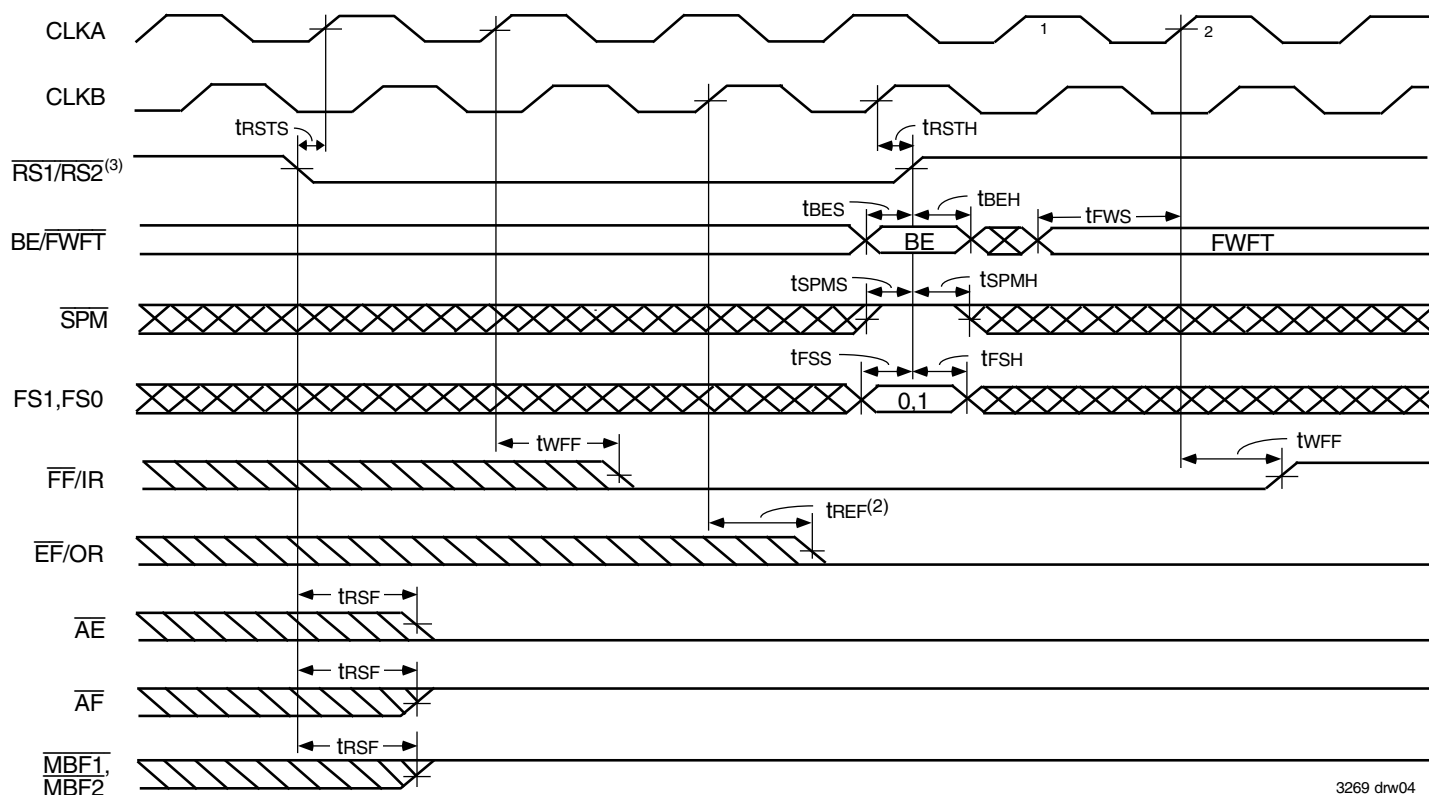 CLKA
1
2
CLKB
tRSTS
tRSTH
RS1/RS2(3)
tBES
tBEH
tFWS
BE/FWFT
BE
FWFT
tSPMS
tSPMH
SPM
tFSS
tFSH
FS1,FS0
0,1
tWFF
tWFF
FF/IR
tREF(2)
EF/OR
tRSF
AE
tRSF
AF
tRSF
MBF1,
MBF2
3269 drw04